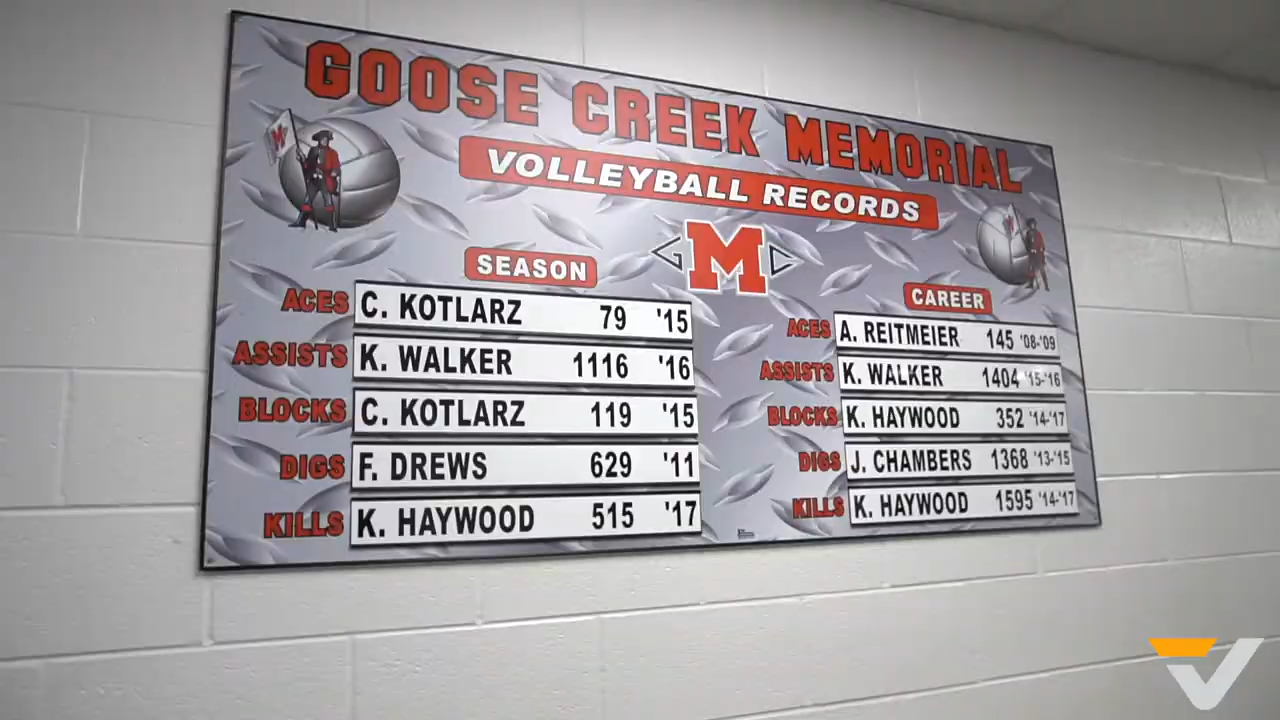 GOOSE CREEK MEMORIAL
VOLLEYBALL RECORDS
G M C
SEASON
ACES C. KOTLARZ 79 '15
ASSISTS K. WALKER 1116 '16
BLOCKS C. KOTLARZ 119 '15
DIGS F. DREWS 629 '11
KILLS K. HAYWOOD 515 '17
CAREER
ACES A. REITMEIER 145 '08-'09
ASSISTS K. WALKER 1404 '15-'16
BLOCKS K. HAYWOOD 352 '14-'17
DIGS J. CHAMBERS 1368 '13-'15
KILLS K. HAYWOOD 1595 '14-'17